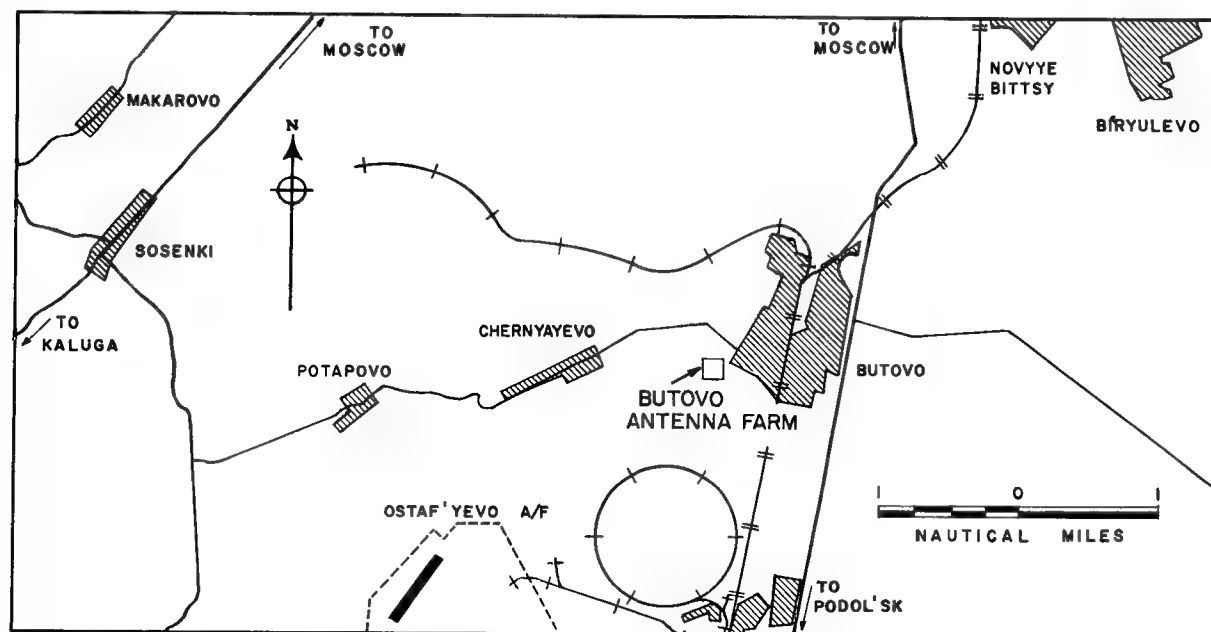 TO
MOSCOW
TO
MOSCOW
NOVYYE
BITTSY
BIRYULEVO
MAKAROVO
N
SOSENKI
TO
KALUGA
CHERNYAYEVO
POTAPOVO
BUTOVO
ANTENNA FARM
BUTOVO
OSTAF'YEVO A/F
1 0 1
NAUTICAL MILES
TO
PODOL'SK